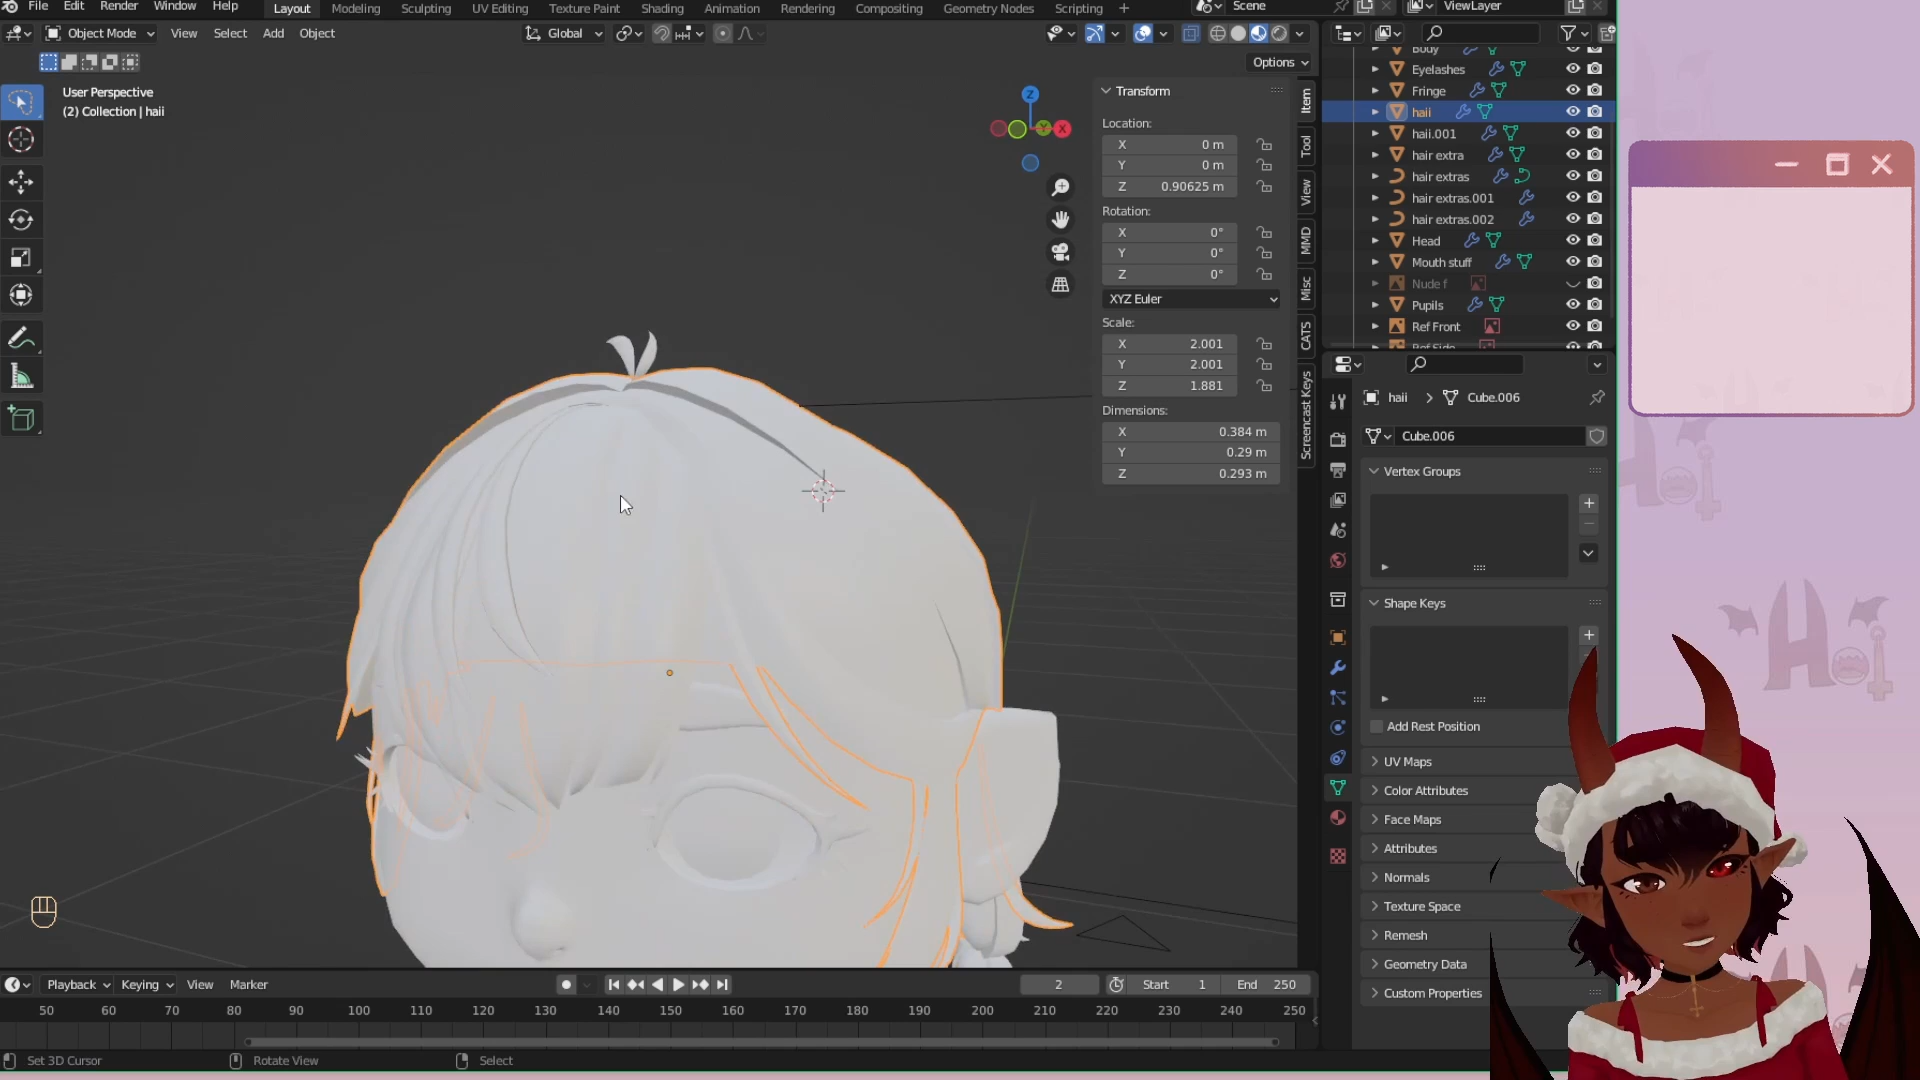 File Edit Render Window Help Layout Modeling Sculpting UV Editing Texture Paint Shading Animation Rendering Compositing Geometry Nodes Scripting + Scene ViewLayer
Object Mode View Select Add Object Global
Options
User Perspective
(2) Collection | haii
Z
X
Y
Transform
Location:
X 0 m
Y 0 m
Z 0.90625 m
Rotation:
X 0°
Y 0°
Z 0°
XYZ Euler
Scale:
X 2.001
Y 2.001
Z 1.881
Dimensions:
X 0.384 m
Y 0.29 m
Z 0.293 m
Item
Tool
View
MMD
Misc
CATS
Screencast Keys
Body
Eyelashes
Fringe
haii
haii.001
hair extra
hair extras
hair extras.001
hair extras.002
Head
Mouth stuff
Nude f
Pupils
Ref Front
Ref Side
haii > Cube.006
Cube.006
Vertex Groups
Shape Keys
Add Rest Position
UV Maps
Color Attributes
Face Maps
Attributes
Normals
Texture Space
Remesh
Geometry Data
Custom Properties
Playback Keying View Marker 2 Start 1 End 250
50 60 70 80 90 100 110 120 130 140 150 160 170 180 190 200 210 220 230 240 250
Set 3D Cursor Rotate View Select